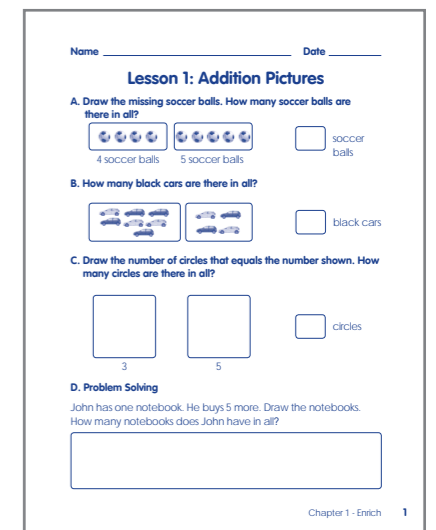 Name Date
Lesson 1: Addition Pictures
A. Draw the missing soccer balls. How many soccer balls are
there in all?
4 soccer balls 5 soccer balls
soccer
balls
B. How many black cars are there in all?
black cars
C. Draw the number of circles that equals the number shown. How
many circles are there in all?
circles
3 5
D. Problem Solving
John has one notebook. He buys 5 more. Draw the notebooks.
How many notebooks does John have in all?
Chapter 1 - Enrich 1